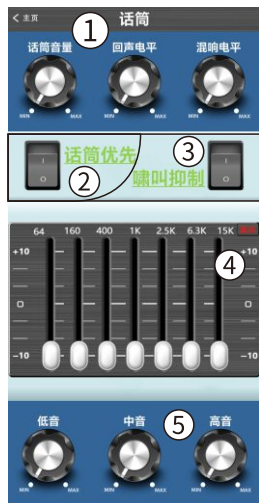 < 主页 话筒
①
话筒音量 回声电平 混响电平
MIN MAX MIN MAX MIN MAX
话筒优先 ③
② 啸叫抑制
64 160 400 1K 2.5K 6.3K 15K
+10 ④ +10
0 0
-10 -10
低音 中音 ⑤ 高音
MIN MAX MIN MAX MIN MAX